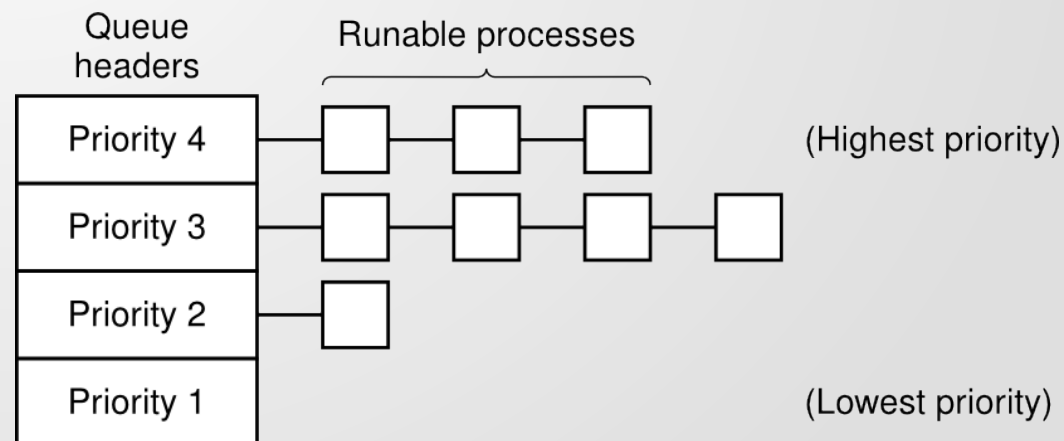 Queue
headers
Runable processes
Priority 4
(Highest priority)
Priority 3
Priority 2
Priority 1
(Lowest priority)